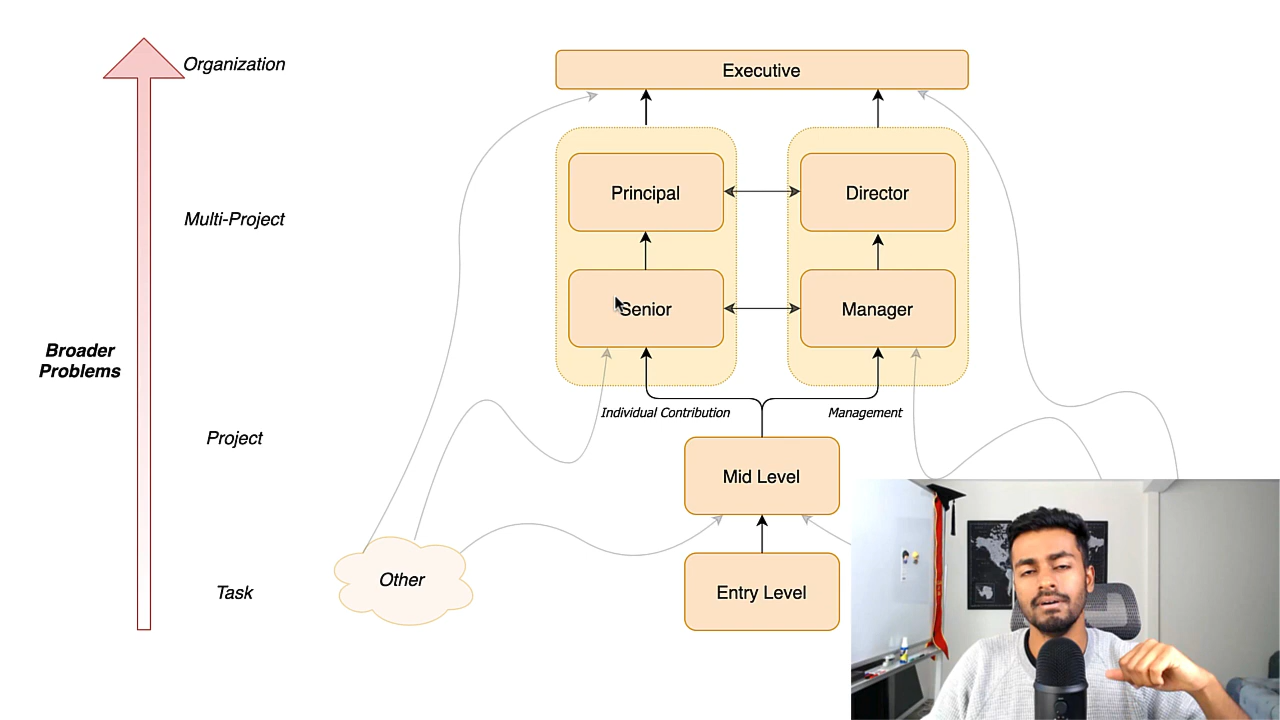 Organization
Executive
Principal
Director
Multi-Project
Senior
Manager
Broader
Problems
Individual Contribution
Management
Project
Mid Level
Other
Task
Entry Level